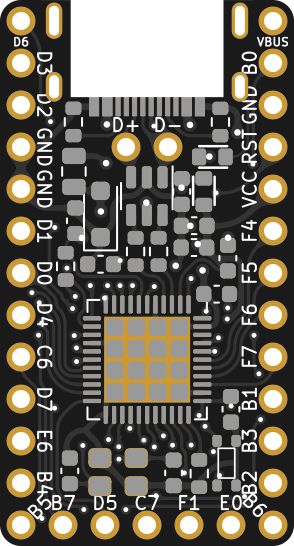 D6 VBUS
D3 B0
D2 GND
D+ D-
GND RST
GND VCC
D1 F4
D0 F5
D4 F6
C6 F7
D7 B1
E6 B3
B4 B2
B5 B6
B7 D5 C7 F1 E0